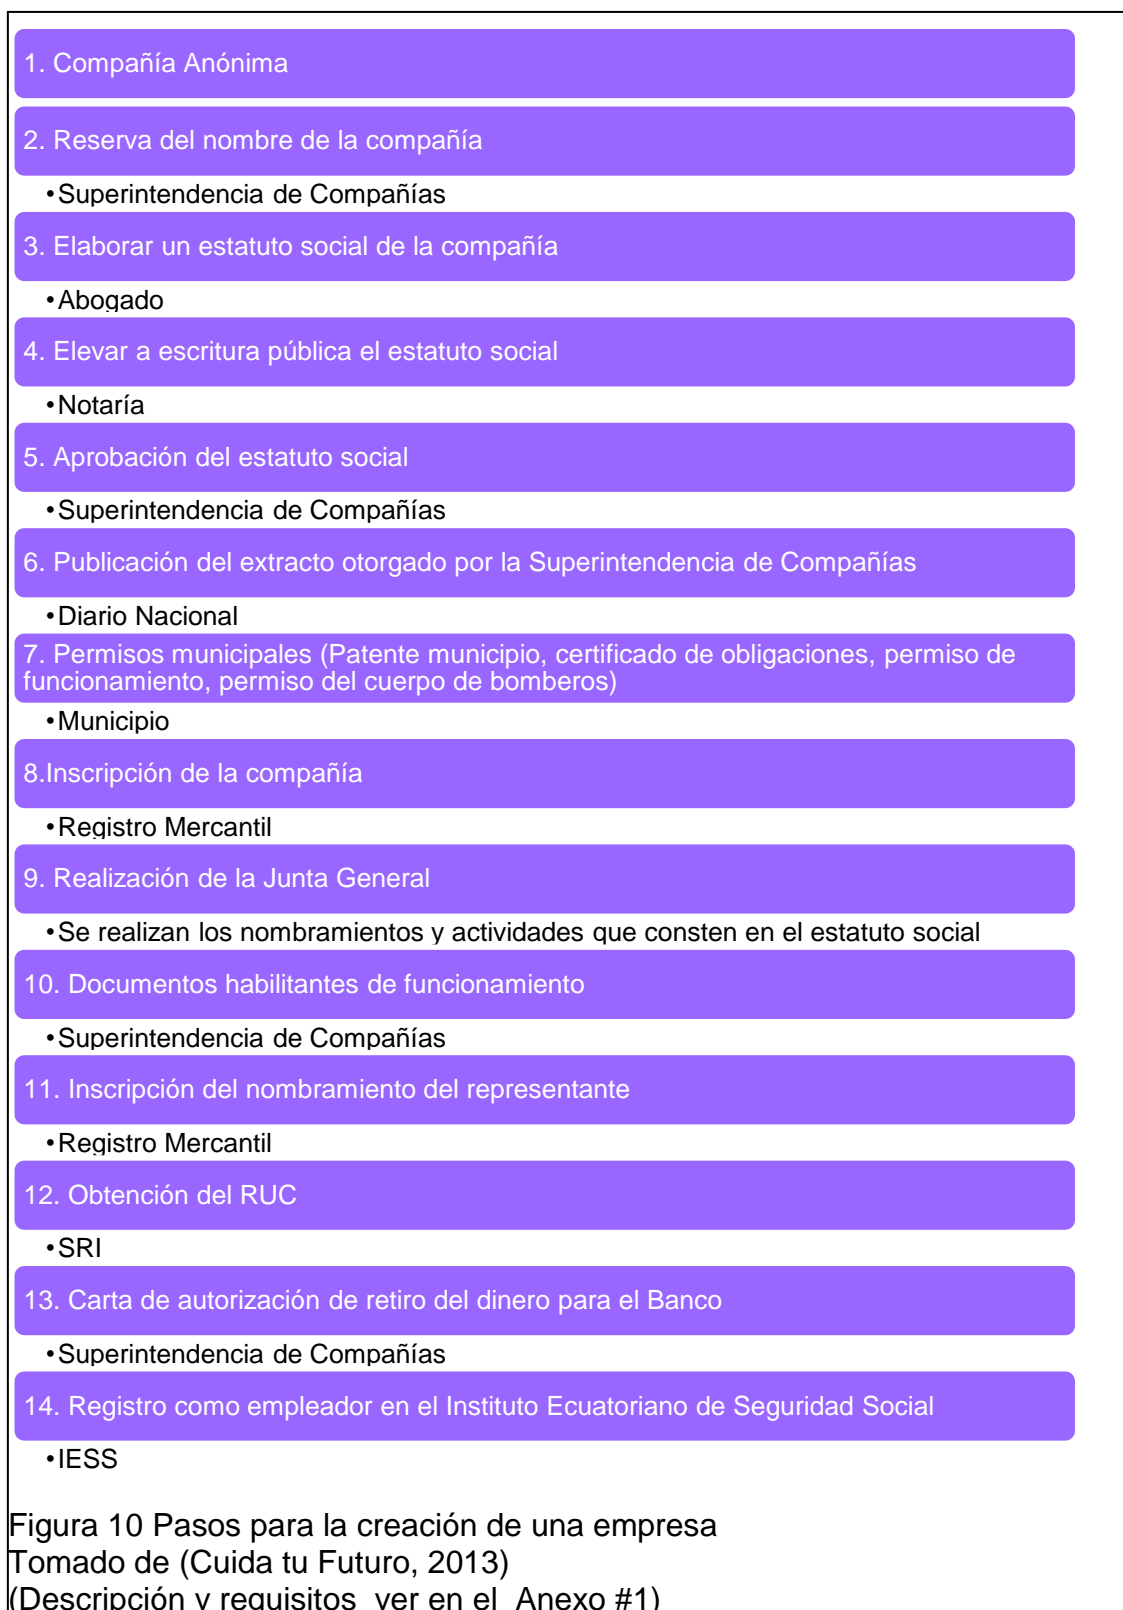 1. Compañía Anónima
2. Reserva del nombre de la compañía
•Superintendencia de Compañías
3. Elaborar un estatuto social de la compañía
•Abogado
4. Elevar a escritura pública el estatuto social
•Notaría
5. Aprobación del estatuto social
•Superintendencia de Compañías
6. Publicación del extracto otorgado por la Superintendencia de Compañías
•Diario Nacional
7. Permisos municipales (Patente municipio, certificado de obligaciones, permiso de
funcionamiento, permiso del cuerpo de bomberos)
•Municipio
8.Inscripción de la compañía
•Registro Mercantil
9. Realización de la Junta General
•Se realizan los nombramientos y actividades que consten en el estatuto social
10. Documentos habilitantes de funcionamiento
•Superintendencia de Compañías
11. Inscripción del nombramiento del representante
•Registro Mercantil
12. Obtención del RUC
•SRI
13. Carta de autorización de retiro del dinero para el Banco
•Superintendencia de Compañías
14. Registro como empleador en el Instituto Ecuatoriano de Seguridad Social
•IESS
Figura 10 Pasos para la creación de una empresa
Tomado de (Cuida tu Futuro, 2013)
(Descripción y requisitos ver en el Anexo #1)